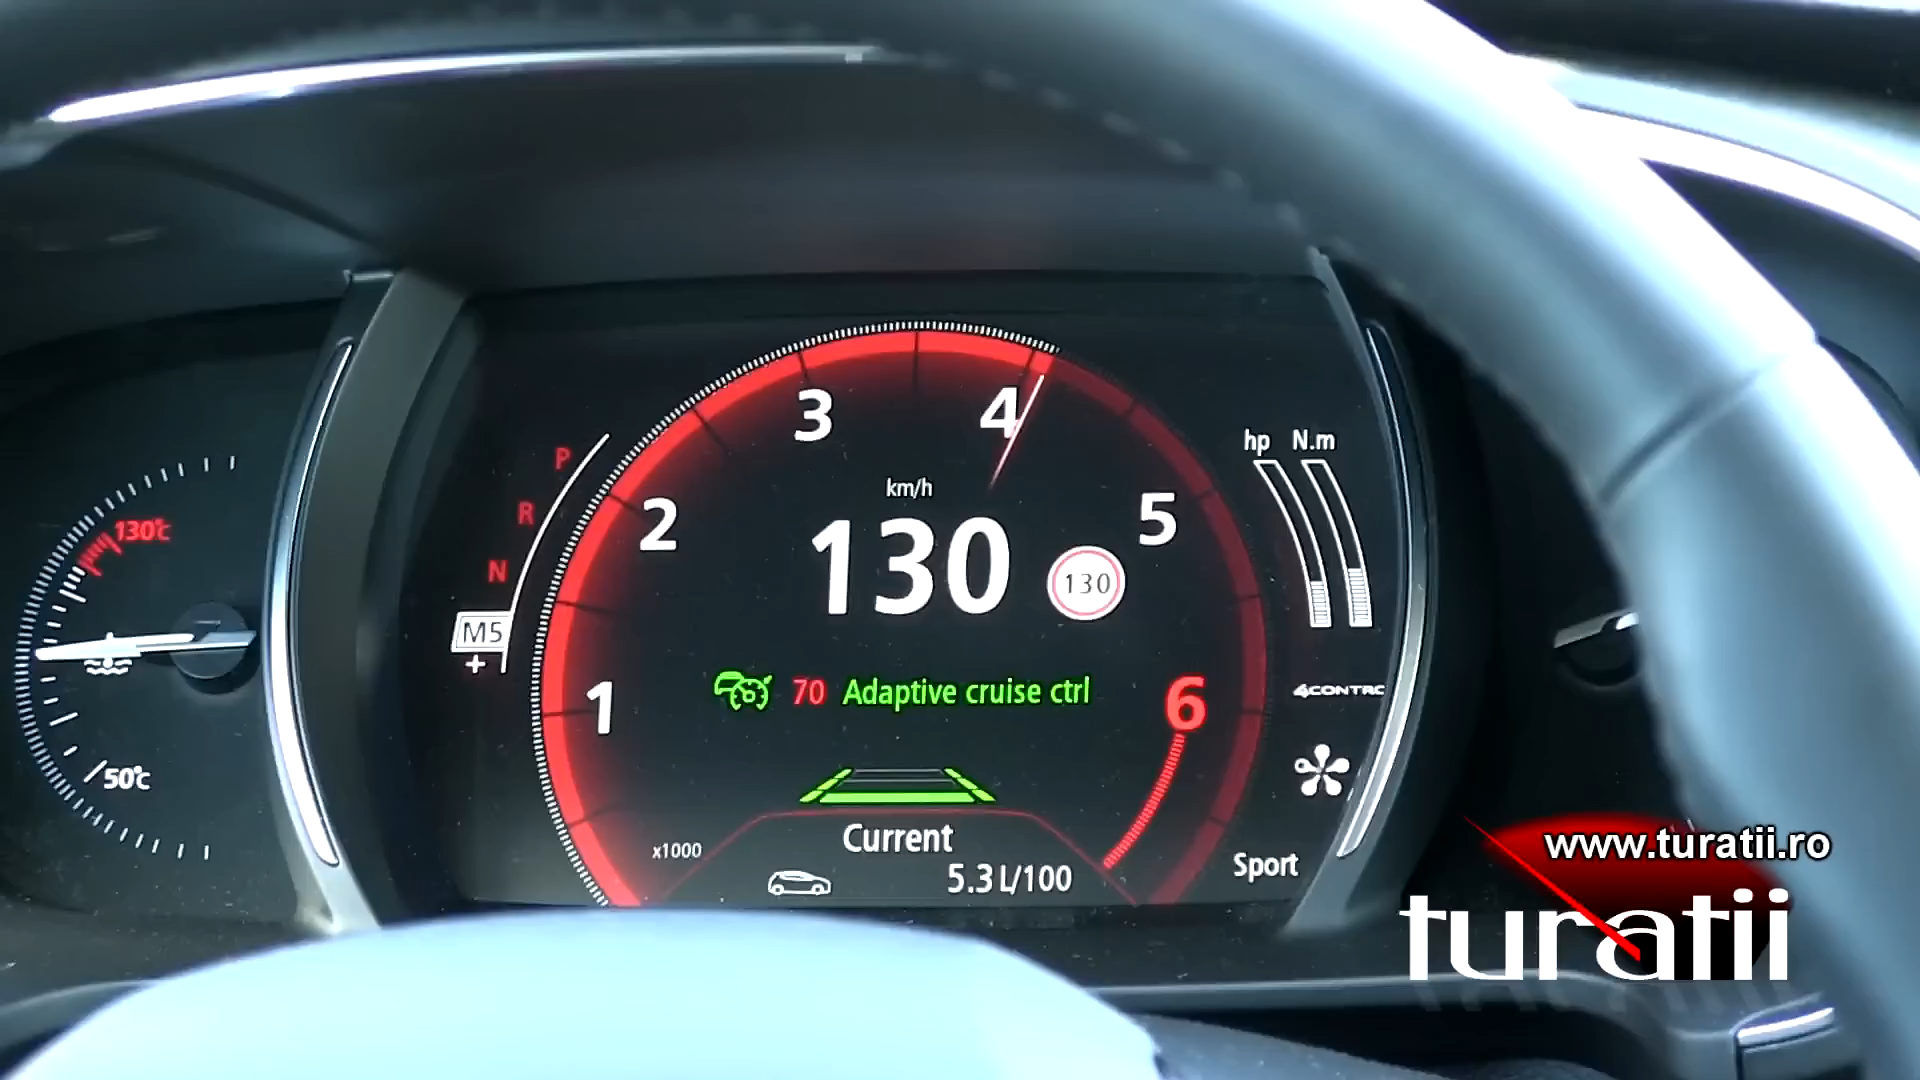 hp N.m
3 4
P
km/h
2 5
R
130℃
130 130
N
M5
+
70 Adaptive cruise ctrl
1 6
4CONTRO
50℃
Current
x1000
5.3 L/100
Sport
www.turatii.ro
turatii